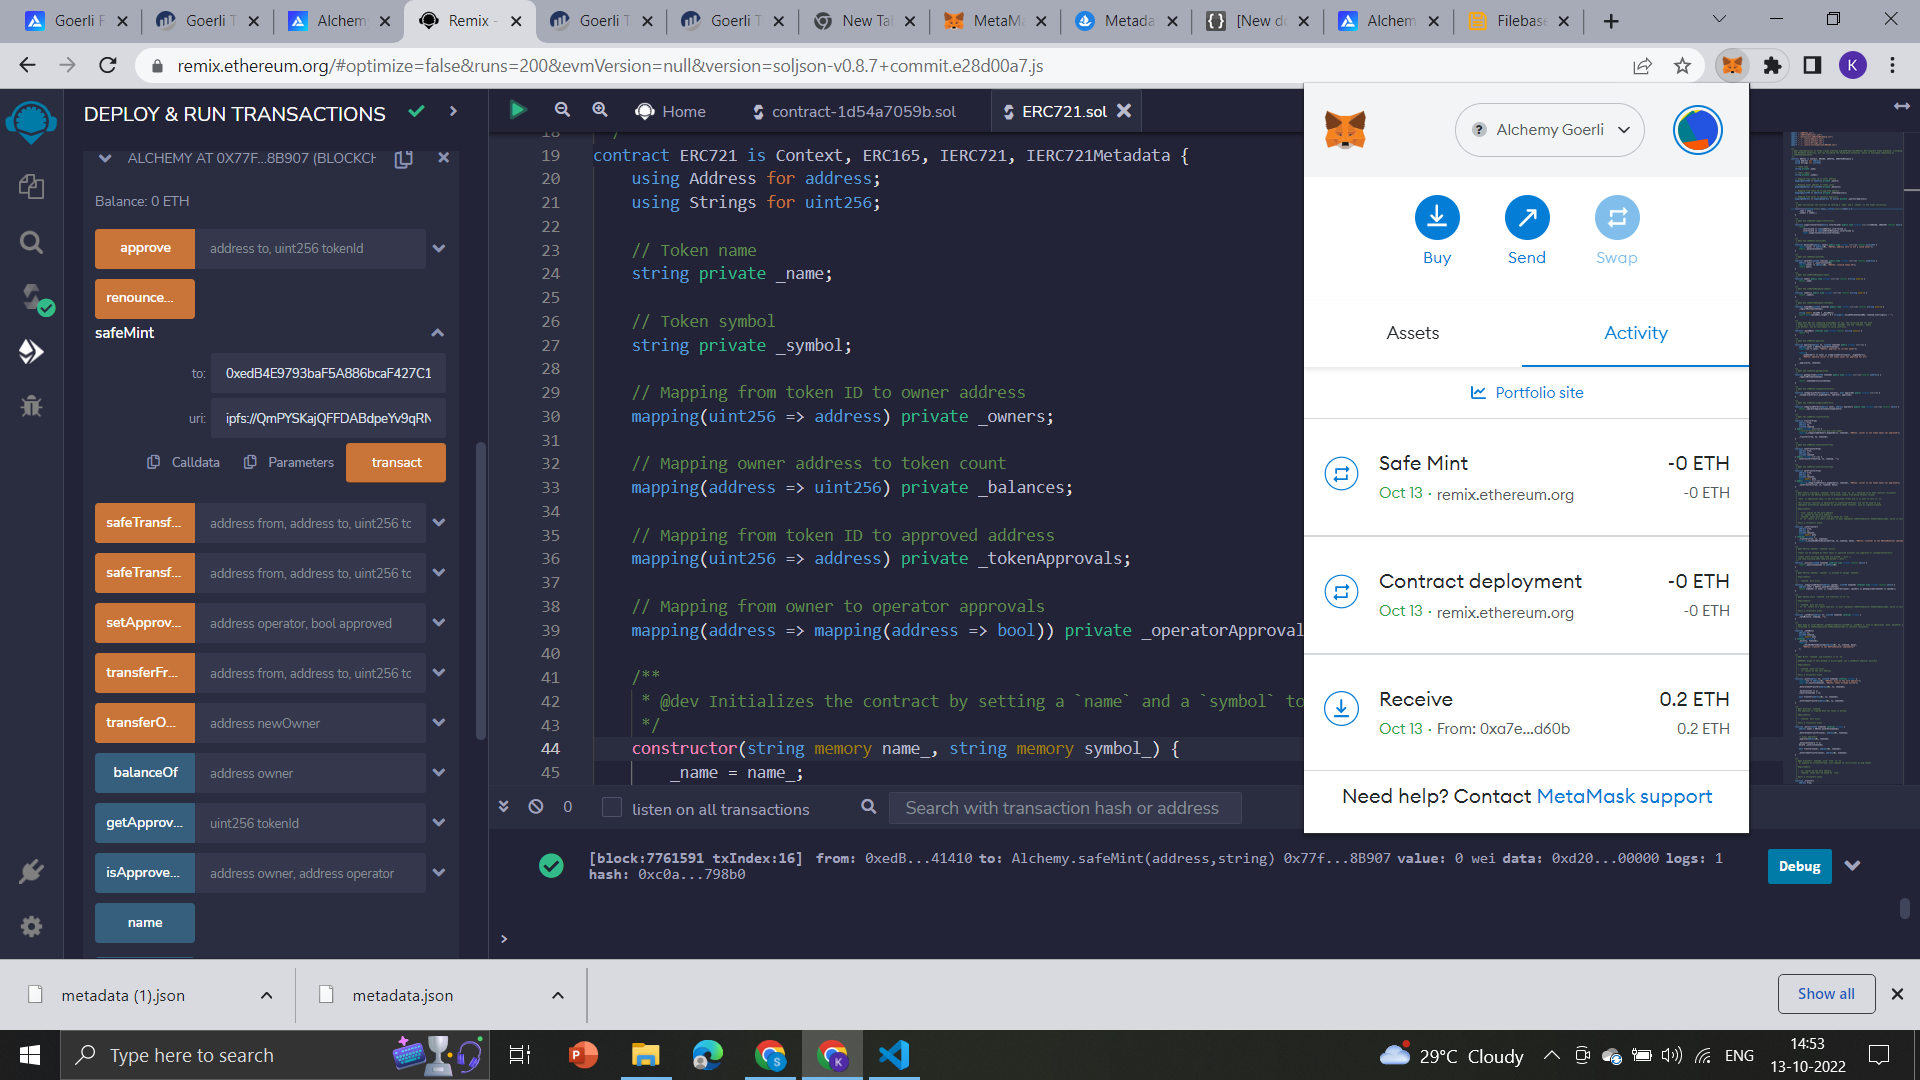 Goerli F
Goerli T
Alchemy
Remix -
Goerli T
Goerli T
New Tal
MetaMa
Metada
[New d
Alchem
Filebase
remix.ethereum.org/#optimize=false&runs=200&evmVersion=null&version=soljson-v0.8.7+commit.e28d00a7.js
K
DEPLOY & RUN TRANSACTIONS
ALCHEMY AT 0X77F...8B907 (BLOCKCH
Balance: 0 ETH
approve
address to, uint256 tokenId
renounce...
safeMint
to:
0xedB4E9793baF5A886bcaF427C1
uri:
ipfs://QmPYSKajQFFDABdpeYv9qRN
Calldata
Parameters
transact
safeTransf...
address from, address to, uint256 to
safeTransf...
address from, address to, uint256 to
setApprov...
address operator, bool approved
transferFr...
address from, address to, uint256 to
transferO...
address newOwner
balanceOf
address owner
getApprov...
uint256 tokenId
isApprove...
address owner, address operator
name
Home
contract-1d54a7059b.sol
ERC721.sol
18 */
19 contract ERC721 is Context, ERC165, IERC721, IERC721Metadata {
20 using Address for address;
21 using Strings for uint256;
22
23 // Token name
24 string private _name;
25
26 // Token symbol
27 string private _symbol;
28
29 // Mapping from token ID to owner address
30 mapping(uint256 => address) private _owners;
31
32 // Mapping owner address to token count
33 mapping(address => uint256) private _balances;
34
35 // Mapping from token ID to approved address
36 mapping(uint256 => address) private _tokenApprovals;
37
38 // Mapping from owner to operator approvals
39 mapping(address => mapping(address => bool)) private _operatorApproval
40
41 /**
42 * @dev Initializes the contract by setting a `name` and a `symbol` to
43 */
44 constructor(string memory name_, string memory symbol_) {
45 _name = name_;
Alchemy Goerli
Buy
Send
Swap
Assets
Activity
Portfolio site
Safe Mint
-0 ETH
Oct 13 · remix.ethereum.org
-0 ETH
Contract deployment
-0 ETH
Oct 13 · remix.ethereum.org
-0 ETH
Receive
0.2 ETH
Oct 13 · From: 0xa7e...d60b
0.2 ETH
Need help? Contact MetaMask support
0
listen on all transactions
Search with transaction hash or address
[block:7761591 txIndex:16] from: 0xedB...41410 to: Alchemy.safeMint(address,string) 0x77f...8B907 value: 0 wei data: 0xd20...00000 logs: 1
hash: 0xc0a...798b0
Debug
>
metadata (1).json
metadata.json
Show all
Type here to search
29°C Cloudy
ENG
14:53
13-10-2022